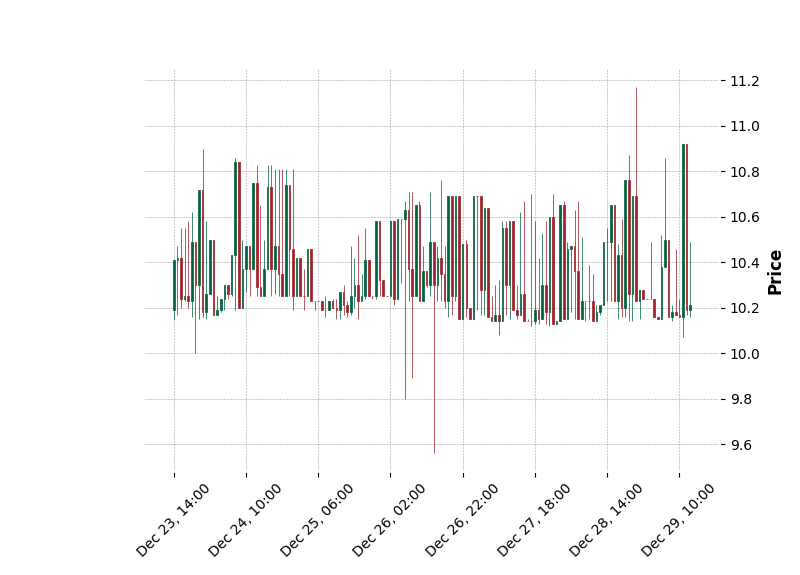 11.2
11.0
10.8
10.6
10.4
10.2
10.0
9.8
9.6
Price
Dec 23, 14:00
Dec 24, 10:00
Dec 25, 06:00
Dec 26, 02:00
Dec 26, 22:00
Dec 27, 18:00
Dec 28, 14:00
Dec 29, 10:00